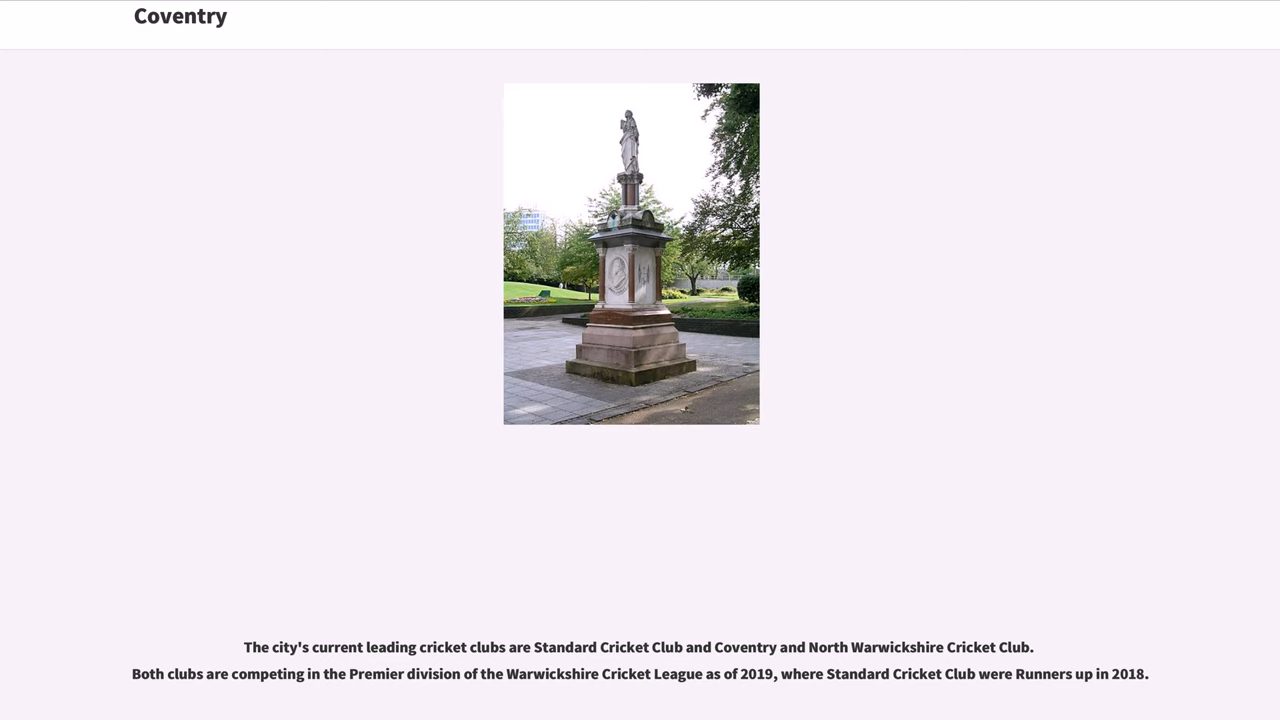 Coventry
The city's current leading cricket clubs are Standard Cricket Club and Coventry and North Warwickshire Cricket Club.
Both clubs are competing in the Premier division of the Warwickshire Cricket League as of 2019, where Standard Cricket Club were Runners up in 2018.